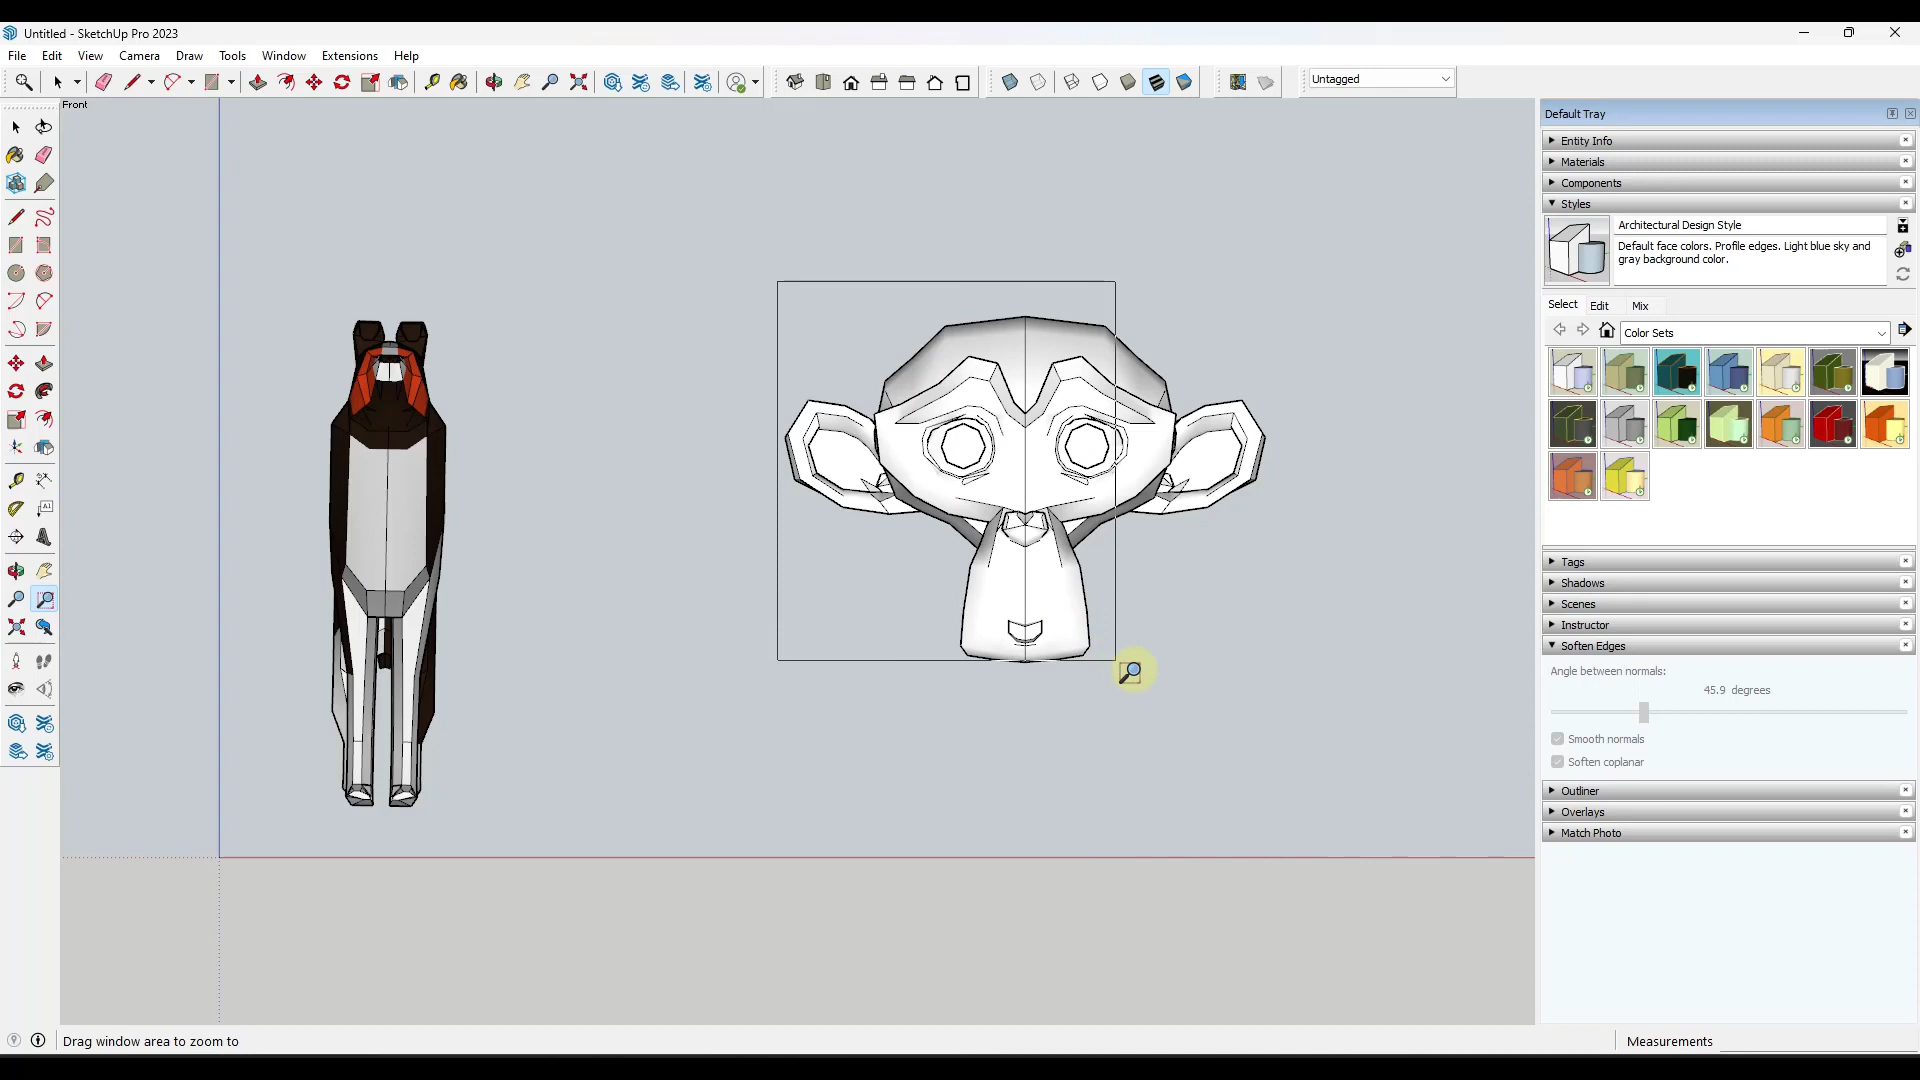 Untitled - SketchUp Pro 2023
File Edit View Camera Draw Tools Window Extensions Help
Untagged
Front
Default Tray
Entity Info
Materials
Components
Styles
Architectural Design Style
Default face colors. Profile edges. Light blue sky and
gray background color.
Select Edit Mix
Color Sets
Tags
Shadows
Scenes
Instructor
Soften Edges
Angle between normals:
45.9 degrees
Smooth normals
Soften coplanar
Outliner
Overlays
Match Photo
Drag window area to zoom to
Measurements